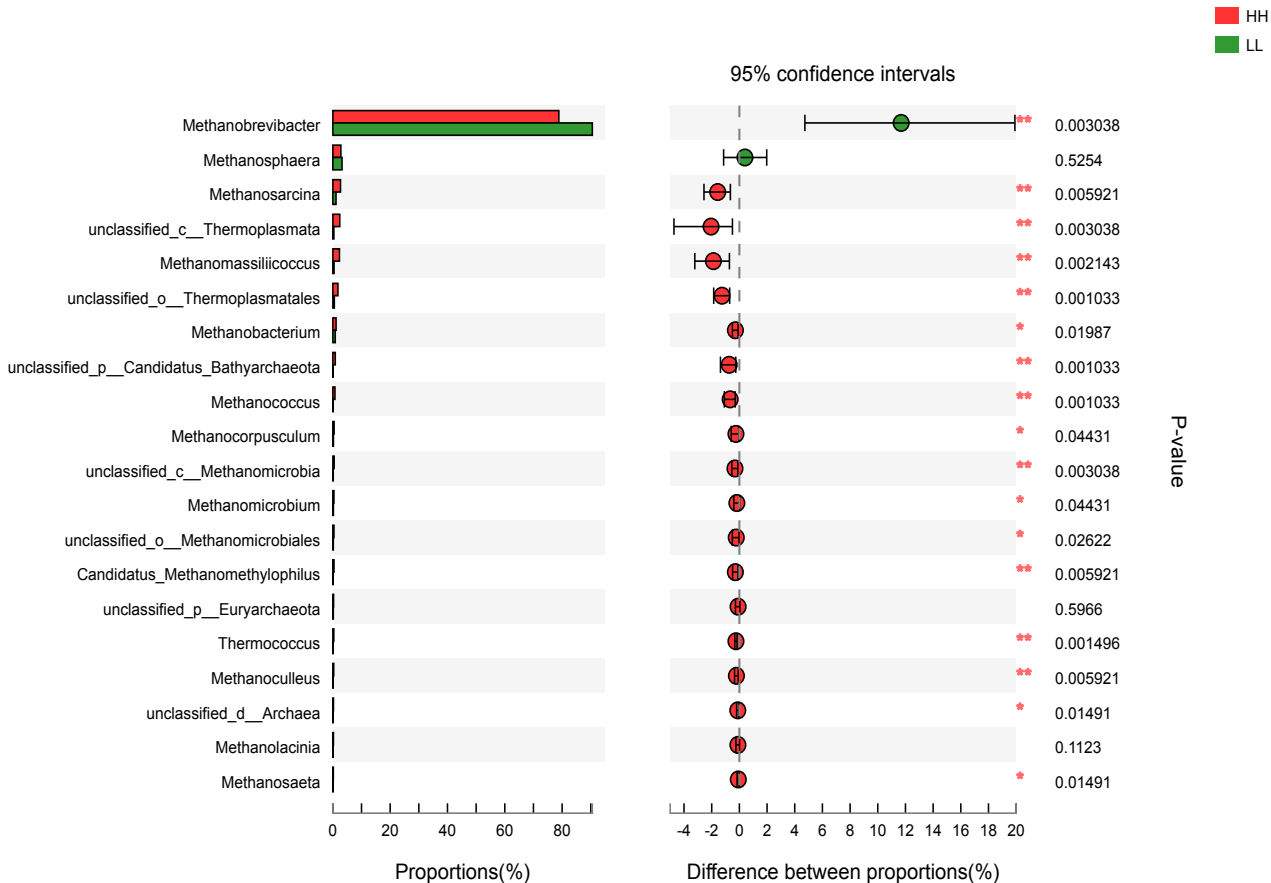 HH
LL
95% confidence intervals
Methanobrevibacter ** 0.003038
Methanosphaera 0.5254
Methanosarcina ** 0.005921
unclassified_c__Thermoplasmata ** 0.003038
Methanomassiliicoccus ** 0.002143
unclassified_o__Thermoplasmatales ** 0.001033
Methanobacterium * 0.01987
unclassified_p__Candidatus_Bathyarchaeota ** 0.001033
Methanococcus ** 0.001033
Methanocorpusculum * 0.04431
unclassified_c__Methanomicrobia ** 0.003038
Methanomicrobium * 0.04431
unclassified_o__Methanomicrobiales * 0.02622
Candidatus_Methanomethylophilus ** 0.005921
unclassified_p__Euryarchaeota 0.5966
Thermococcus ** 0.001496
Methanoculleus ** 0.005921
unclassified_d__Archaea * 0.01491
Methanolacinia 0.1123
Methanosaeta * 0.01491
P-value
0 20 40 60 80 -4 -2 0 2 4 6 8 10 12 14 16 18 20
Proportions(%) Difference between proportions(%)